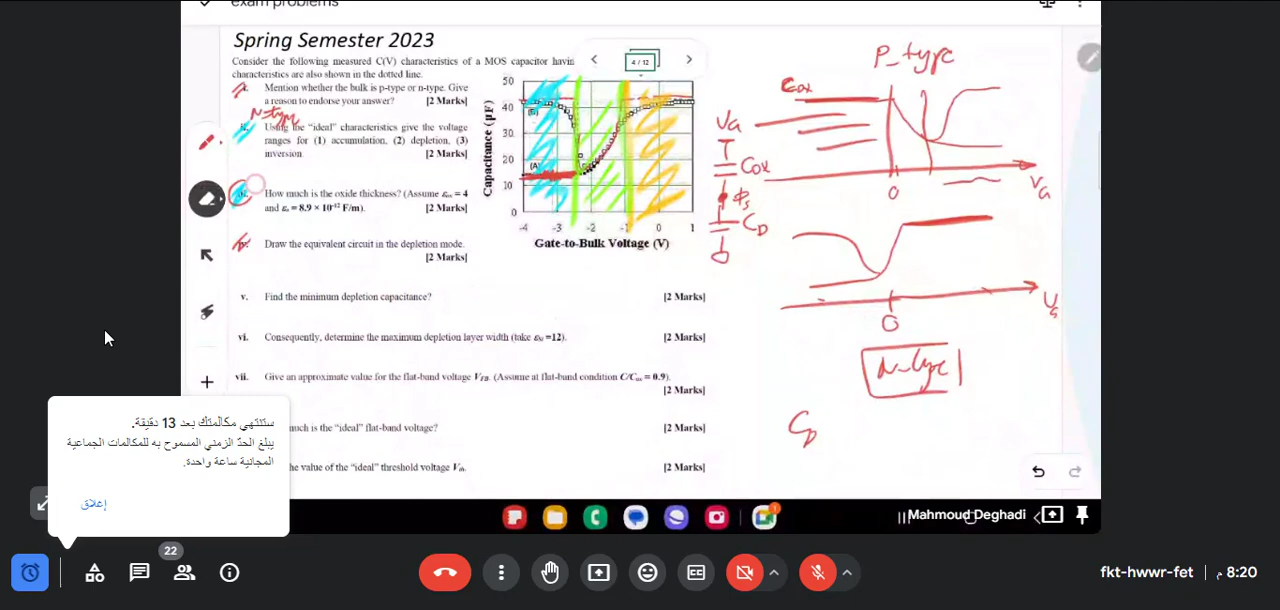 exam problems
Spring Semester 2023
Consider the following measured C(V) characteristics of a MOS capacitor havin
characteristics are also shown in the dotted line.
Mention whether the bulk is p-type or n-type. Give
a reason to endorse your answer? [2 Marks]
N-type
Using the "ideal" characteristics give the voltage
ranges for (1) accumulation, (2) depletion, (3)
inversion. [2 Marks]
How much is the oxide thickness? (Assume
= 4
and
= 8.9 × 10⁻¹² F/m). [2 Marks]
Draw the equivalent circuit in the depletion mode.
[2 Marks]
v. Find the minimum depletion capacitance? [2 Marks]
vi. Consequently, determine the maximum depletion layer width (take
=12). [2 Marks]
vii. Give an approximate value for the flat-band voltage V_FB. (Assume at flat-band condition C/C_ox = 0.9).
[2 Marks]
much is the "ideal" flat-band voltage? [2 Marks]
he value of the "ideal" threshold voltage V_th. [2 Marks]
4 / 12
Capacitance (µF)
50
40
30
20
10
0
(B)
(A)
-4 -3 -2 -1 0 1
Gate-to-Bulk Voltage (V)
VG
Cox
ϕs
CD
P_type
Cox
0
VG
0
VG
N-type
CD
Mahmoud Deghadi
ستنتهي مكالمتك بعد 13 دقيقة.
يبلغ الحدّ الزمني المسموح به للمكالمات الجماعية
المجانية ساعة واحدة.
إغلاق
22
fkt-hwwr-fet
8:20 م